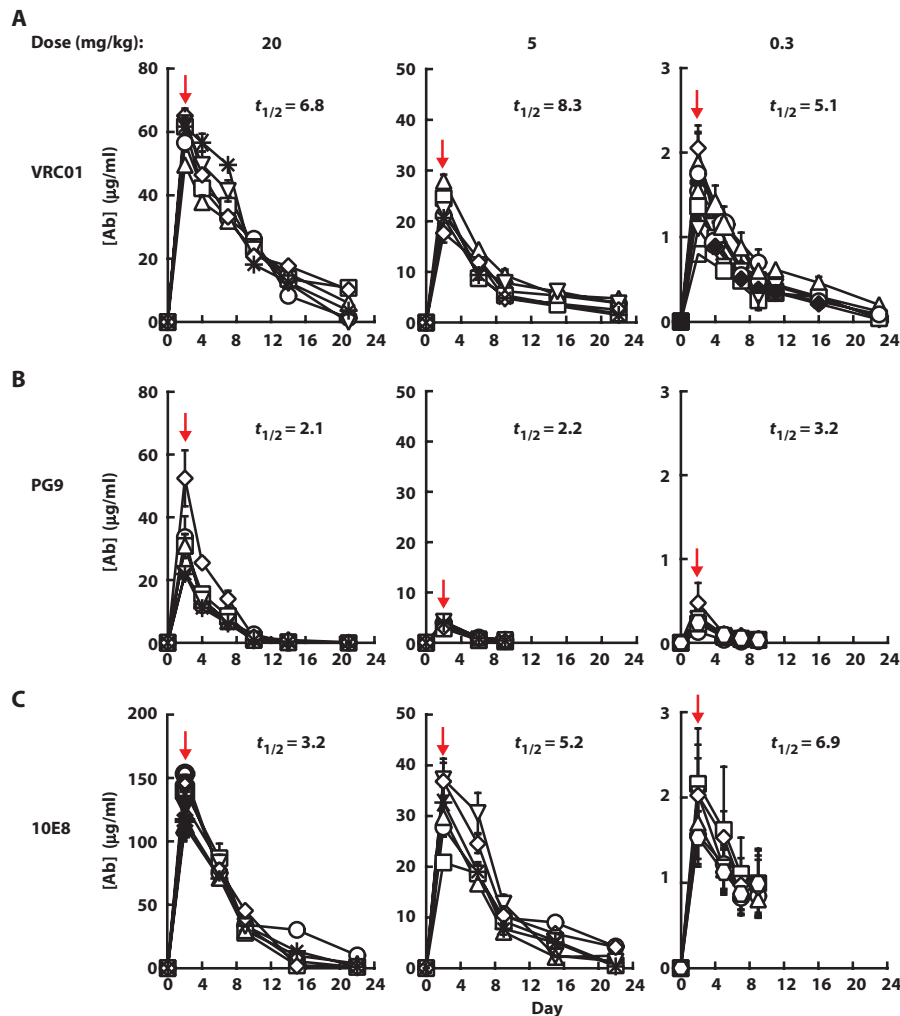 A
Dose (mg/kg): 20 5 0.3
VRC01
[Ab] (μg/ml)
80
60
40
20
0
t1/2 = 6.8
0 4 8 12 16 20 24
50
40
30
20
10
0
t1/2 = 8.3
0 4 8 12 16 20 24
3
2
1
0
t1/2 = 5.1
0 4 8 12 16 20 24
B
PG9
[Ab] (μg/ml)
80
60
40
20
0
t1/2 = 2.1
0 4 8 12 16 20 24
50
40
30
20
10
0
t1/2 = 2.2
0 4 8 12 16 20 24
3
2
1
0
t1/2 = 3.2
0 4 8 12 16 20 24
C
10E8
[Ab] (μg/ml)
200
150
100
50
0
t1/2 = 3.2
0 4 8 12 16 20 24
50
40
30
20
10
0
t1/2 = 5.2
0 4 8 12 16 20 24
3
2
1
0
t1/2 = 6.9
0 4 8 12 16 20 24
Day